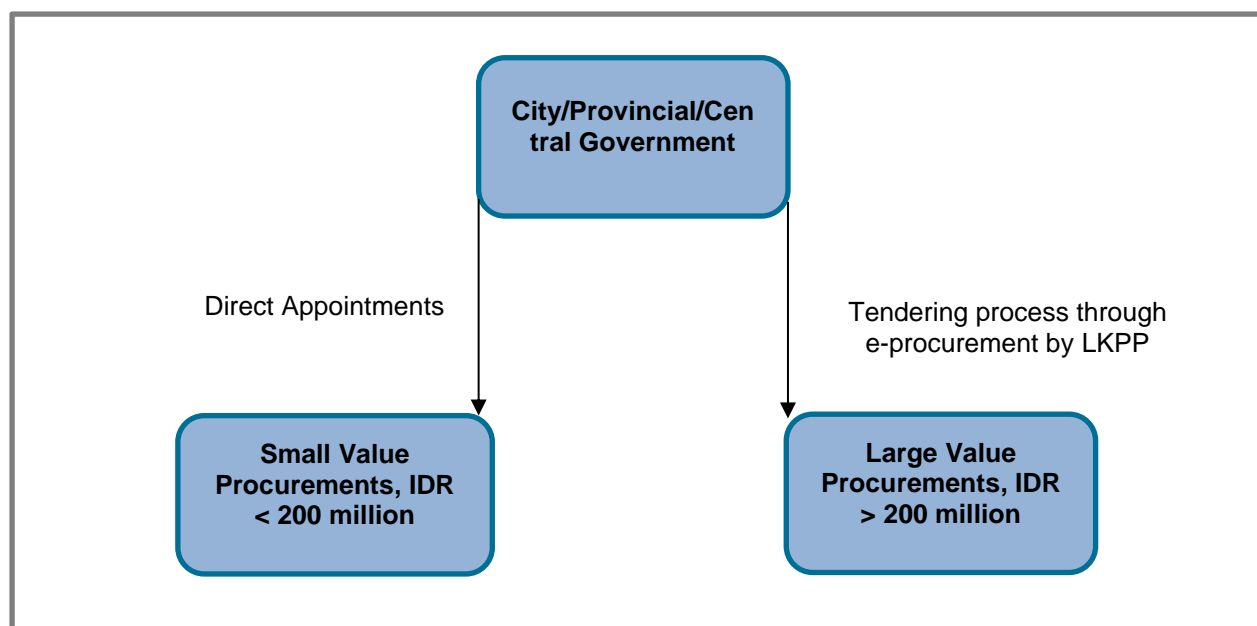 City/Provincial/Cen
tral Government
Direct Appointments
Tendering process through
e-procurement by LKPP
Small Value
Procurements, IDR
< 200 million
Large Value
Procurements, IDR
> 200 million